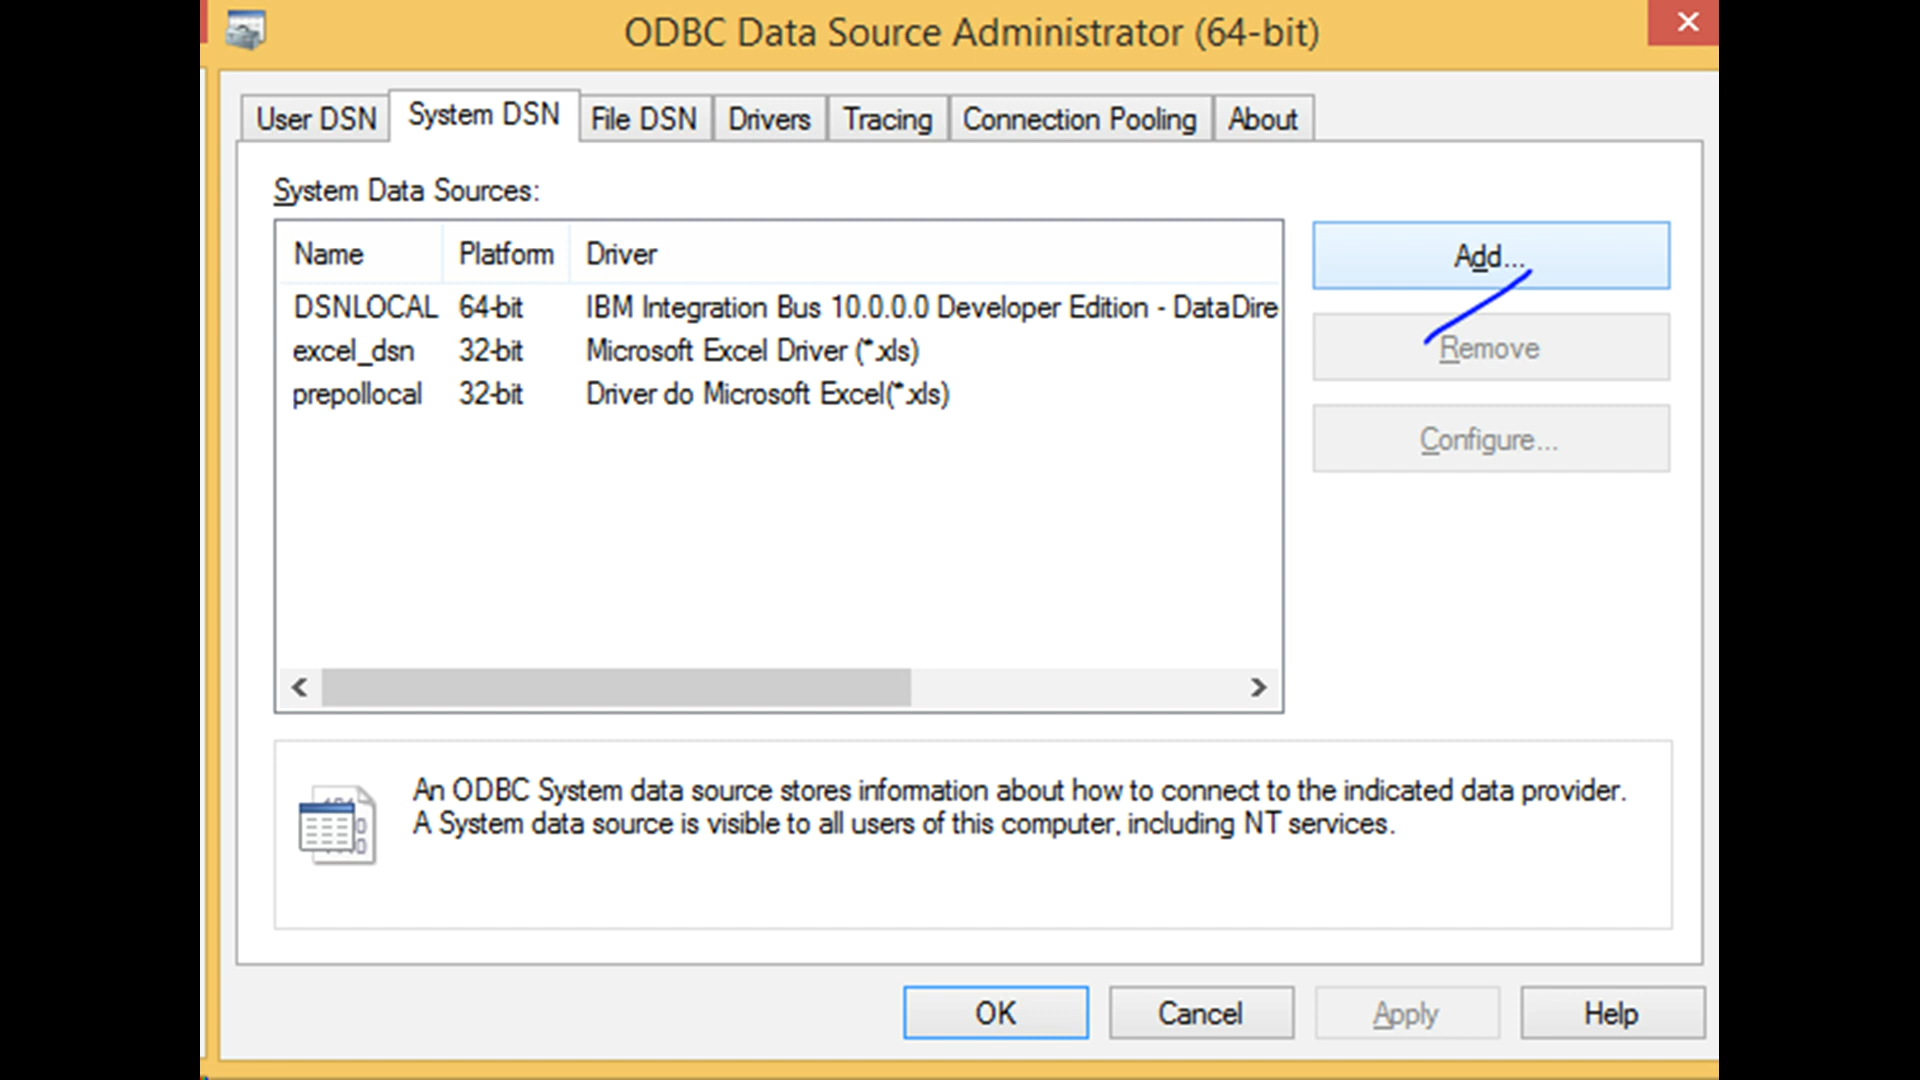 ODBC Data Source Administrator (64-bit)
User DSN System DSN File DSN Drivers Tracing Connection Pooling About
System Data Sources:
Name Platform Driver
DSNLOCAL 64-bit IBM Integration Bus 10.0.0.0 Developer Edition - DataDire
excel_dsn 32-bit Microsoft Excel Driver (*.xls)
prepollocal 32-bit Driver do Microsoft Excel(*.xls)
Add...
Remove
Configure...
An ODBC System data source stores information about how to connect to the indicated data provider.
A System data source is visible to all users of this computer, including NT services.
OK Cancel Apply Help